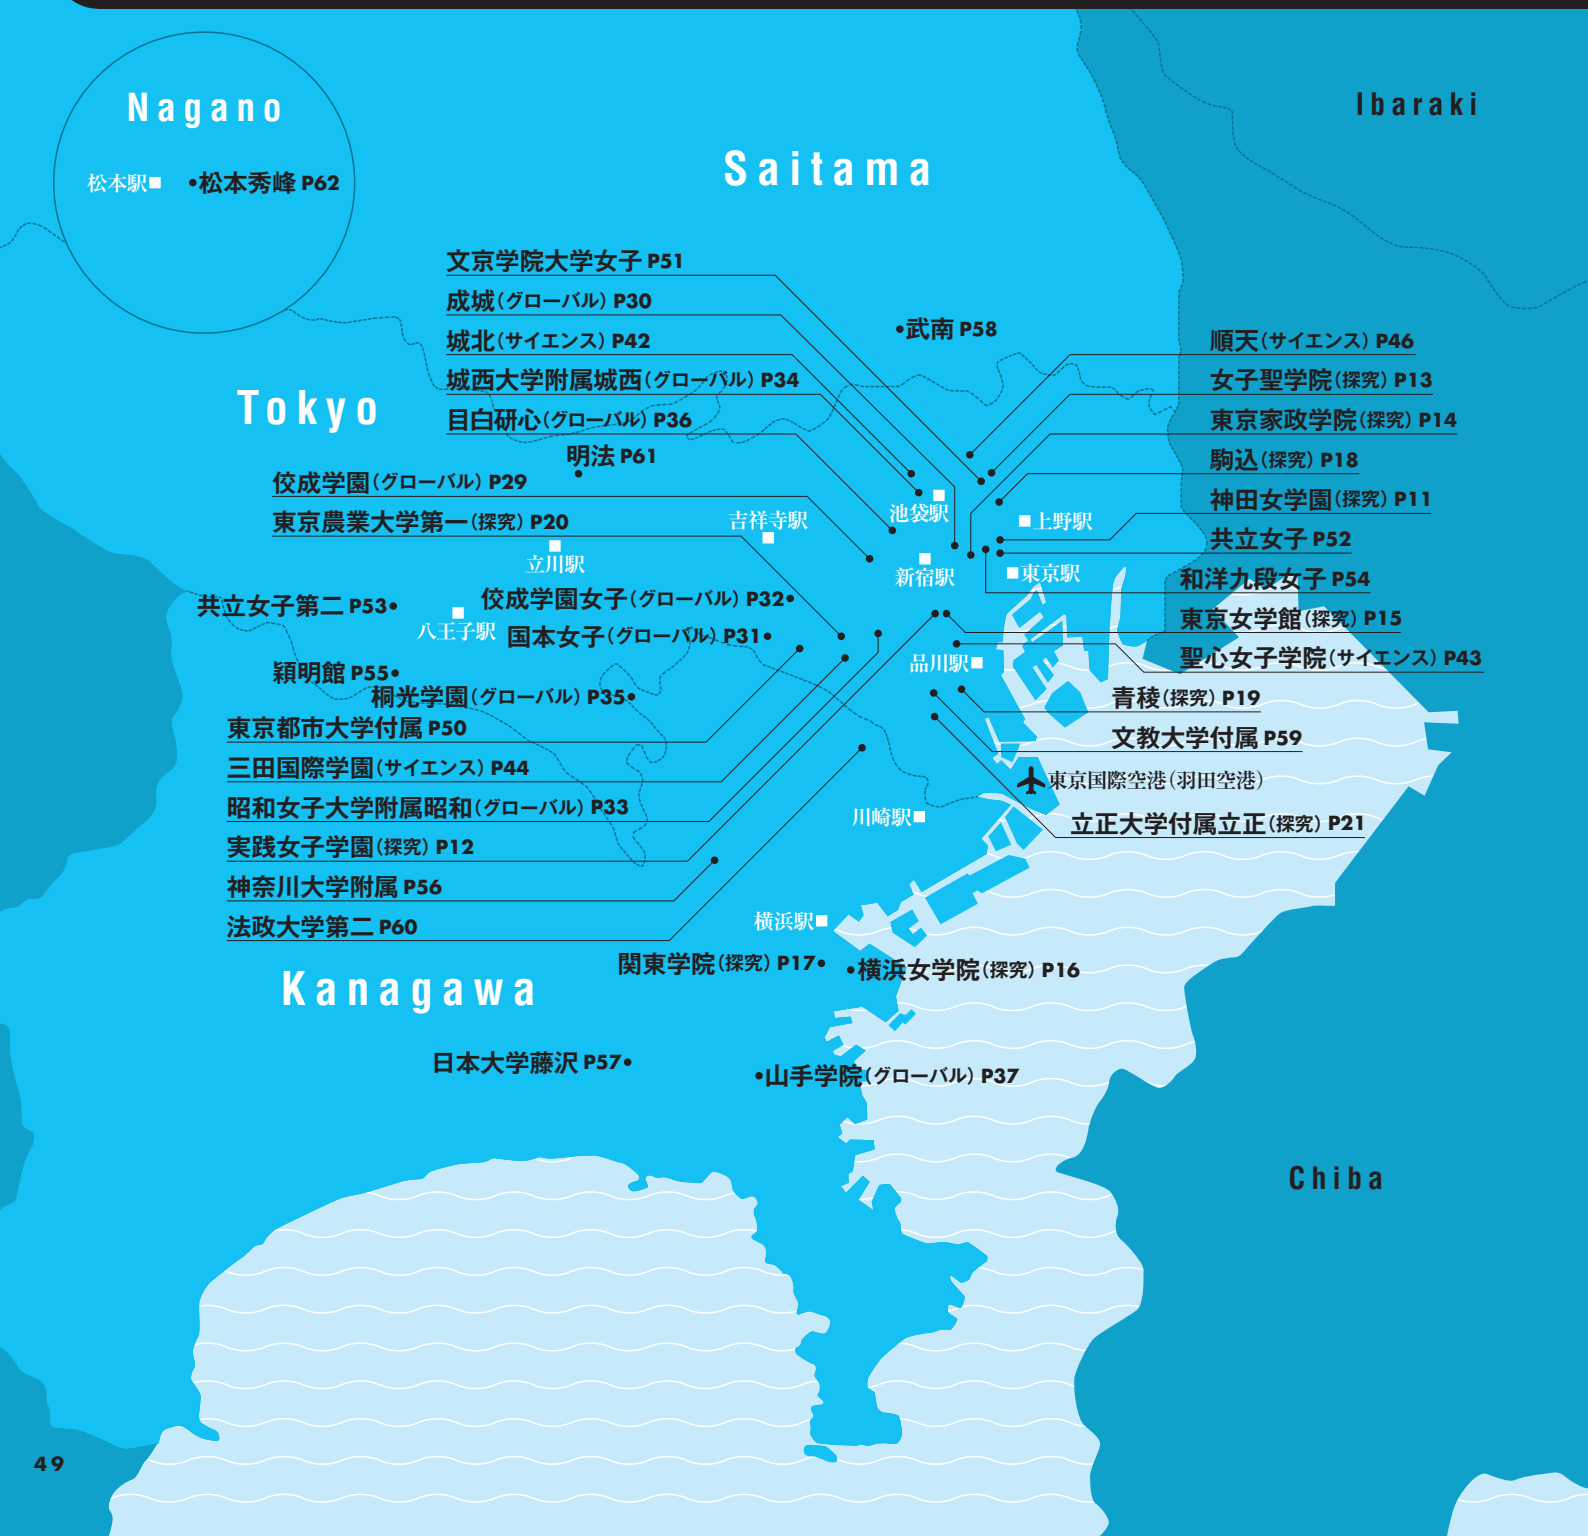 Nagano
松本駅 松本秀峰 P62
Saitama
Ibaraki
文京学院大学女子 P51
成城(グローバル) P30
城北(サイエンス) P42
城西大学附属城西(グローバル) P34
目白研心(グローバル) P36
武南 P58
順天(サイエンス) P46
女子聖学院(探究) P13
東京家政学院(探究) P14
駒込(探究) P18
神田女学園(探究) P11
共立女子 P52
和洋九段女子 P54
東京女学館(探究) P15
聖心女子学院(サイエンス) P43
青稜(探究) P19
文教大学付属 P59
東京国際空港(羽田空港)
立正大学付属立正(探究) P21
Tokyo
明法 P61
佼成学園(グローバル) P29
東京農業大学第一(探究) P20
吉祥寺駅
池袋駅
上野駅
立川駅
新宿駅
東京駅
共立女子第二 P53
八王子駅
佼成学園女子(グローバル) P32
国本女子(グローバル) P31
品川駅
穎明館 P55
桐光学園(グローバル) P35
東京都市大学付属 P50
三田国際学園(サイエンス) P44
昭和女子大学附属昭和(グローバル) P33
実践女子学園(探究) P12
神奈川大学附属 P56
法政大学第二 P60
川崎駅
横浜駅
関東学院(探究) P17
横浜女学院(探究) P16
Kanagawa
日本大学藤沢 P57
山手学院(グローバル) P37
Chiba
49